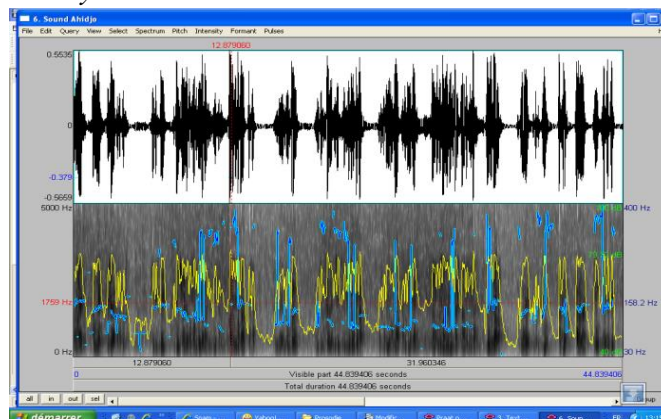 6. Sound Ahidjo
File Edit Query View Select Spectrum Pitch Intensity Formant Pulses
12.879060
0.5535
0
-0.379
-0.5659
5000 Hz
400 Hz
1759 Hz
158.2 Hz
0 Hz
30 Hz
12.879060 31.960346
0 Visible part 44.839406 seconds 44.839406
Total duration 44.839406 seconds
all in out sel
démarrer
Yahoo!